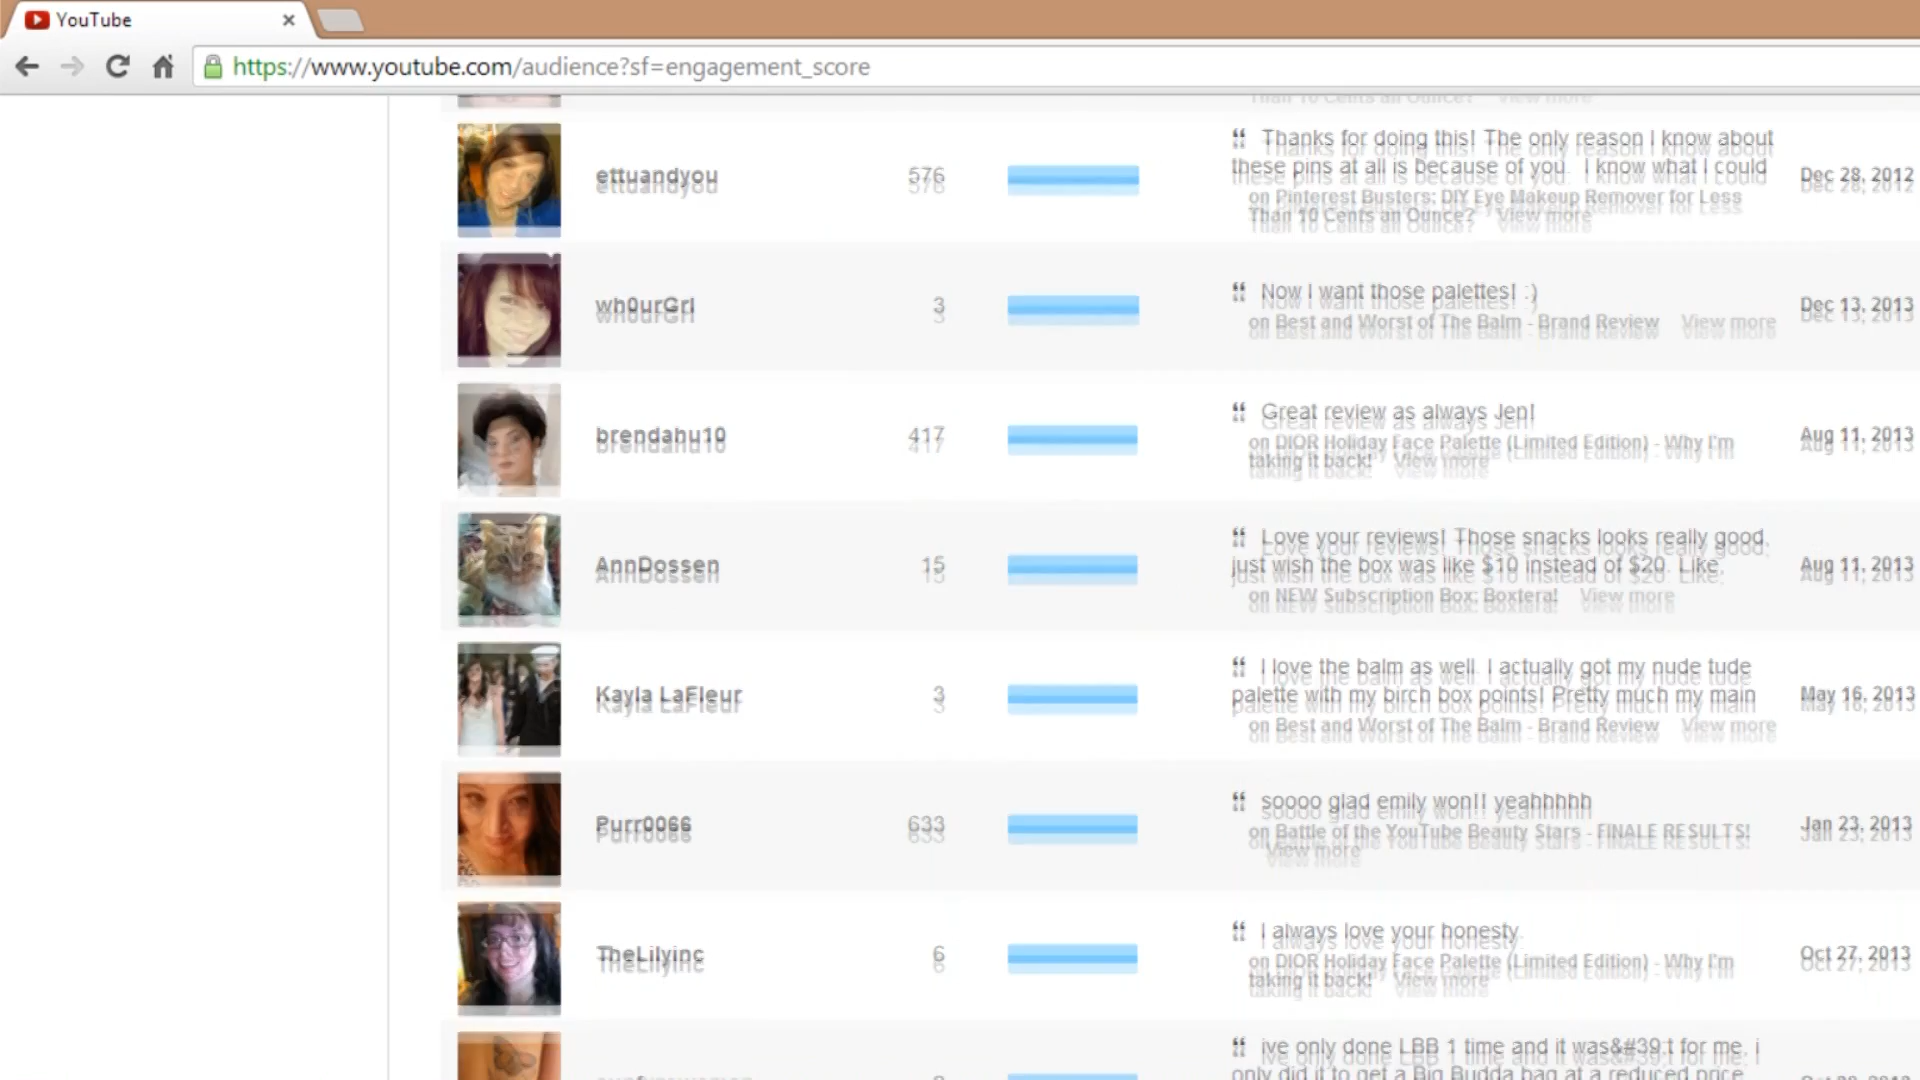 YouTube
https://www.youtube.com/audience?sf=engagement_score
Than 10 Cents an Ounce? View more
ettuandyou 576 Thanks for doing this! The only reason I know about
these pins at all is because of you. I know what I could
on Pinterest Busters: DIY Eye Makeup Remover for Less
Than 10 Cents an Ounce? View more
Dec 28, 2012
wh0urGrl 3 Now I want those palettes! :)
on Best and Worst of The Balm - Brand Review View more
Dec 13, 2013
brendahu10 417 Great review as always Jen!
on DIOR Holiday Face Palette (Limited Edition) - Why I'm
taking it back! View more
Aug 11, 2013
AnnDossen 15 Love your reviews! Those snacks looks really good,
just wish the box was like $10 instead of $20. Like,
on NEW Subscription Box: Boxtera! View more
Aug 11, 2013
Kayla LaFleur 3 I love the balm as well. I actually got my nude tude
palette with my birch box points! Pretty much my main
on Best and Worst of The Balm - Brand Review View more
May 16, 2013
Purr0066 633 soooo glad emily won!! yeahhhhh
on Battle of the YouTube Beauty Stars - FINALE RESULTS!
View more
Jan 23, 2013
TheLilyinc 6 I always love your honesty.
on DIOR Holiday Face Palette (Limited Edition) - Why I'm
taking it back! View more
Oct 27, 2013
ive only done LBB 1 time and it was&#39;t for me, i
only did it to get a Big Budda bag at a reduced price